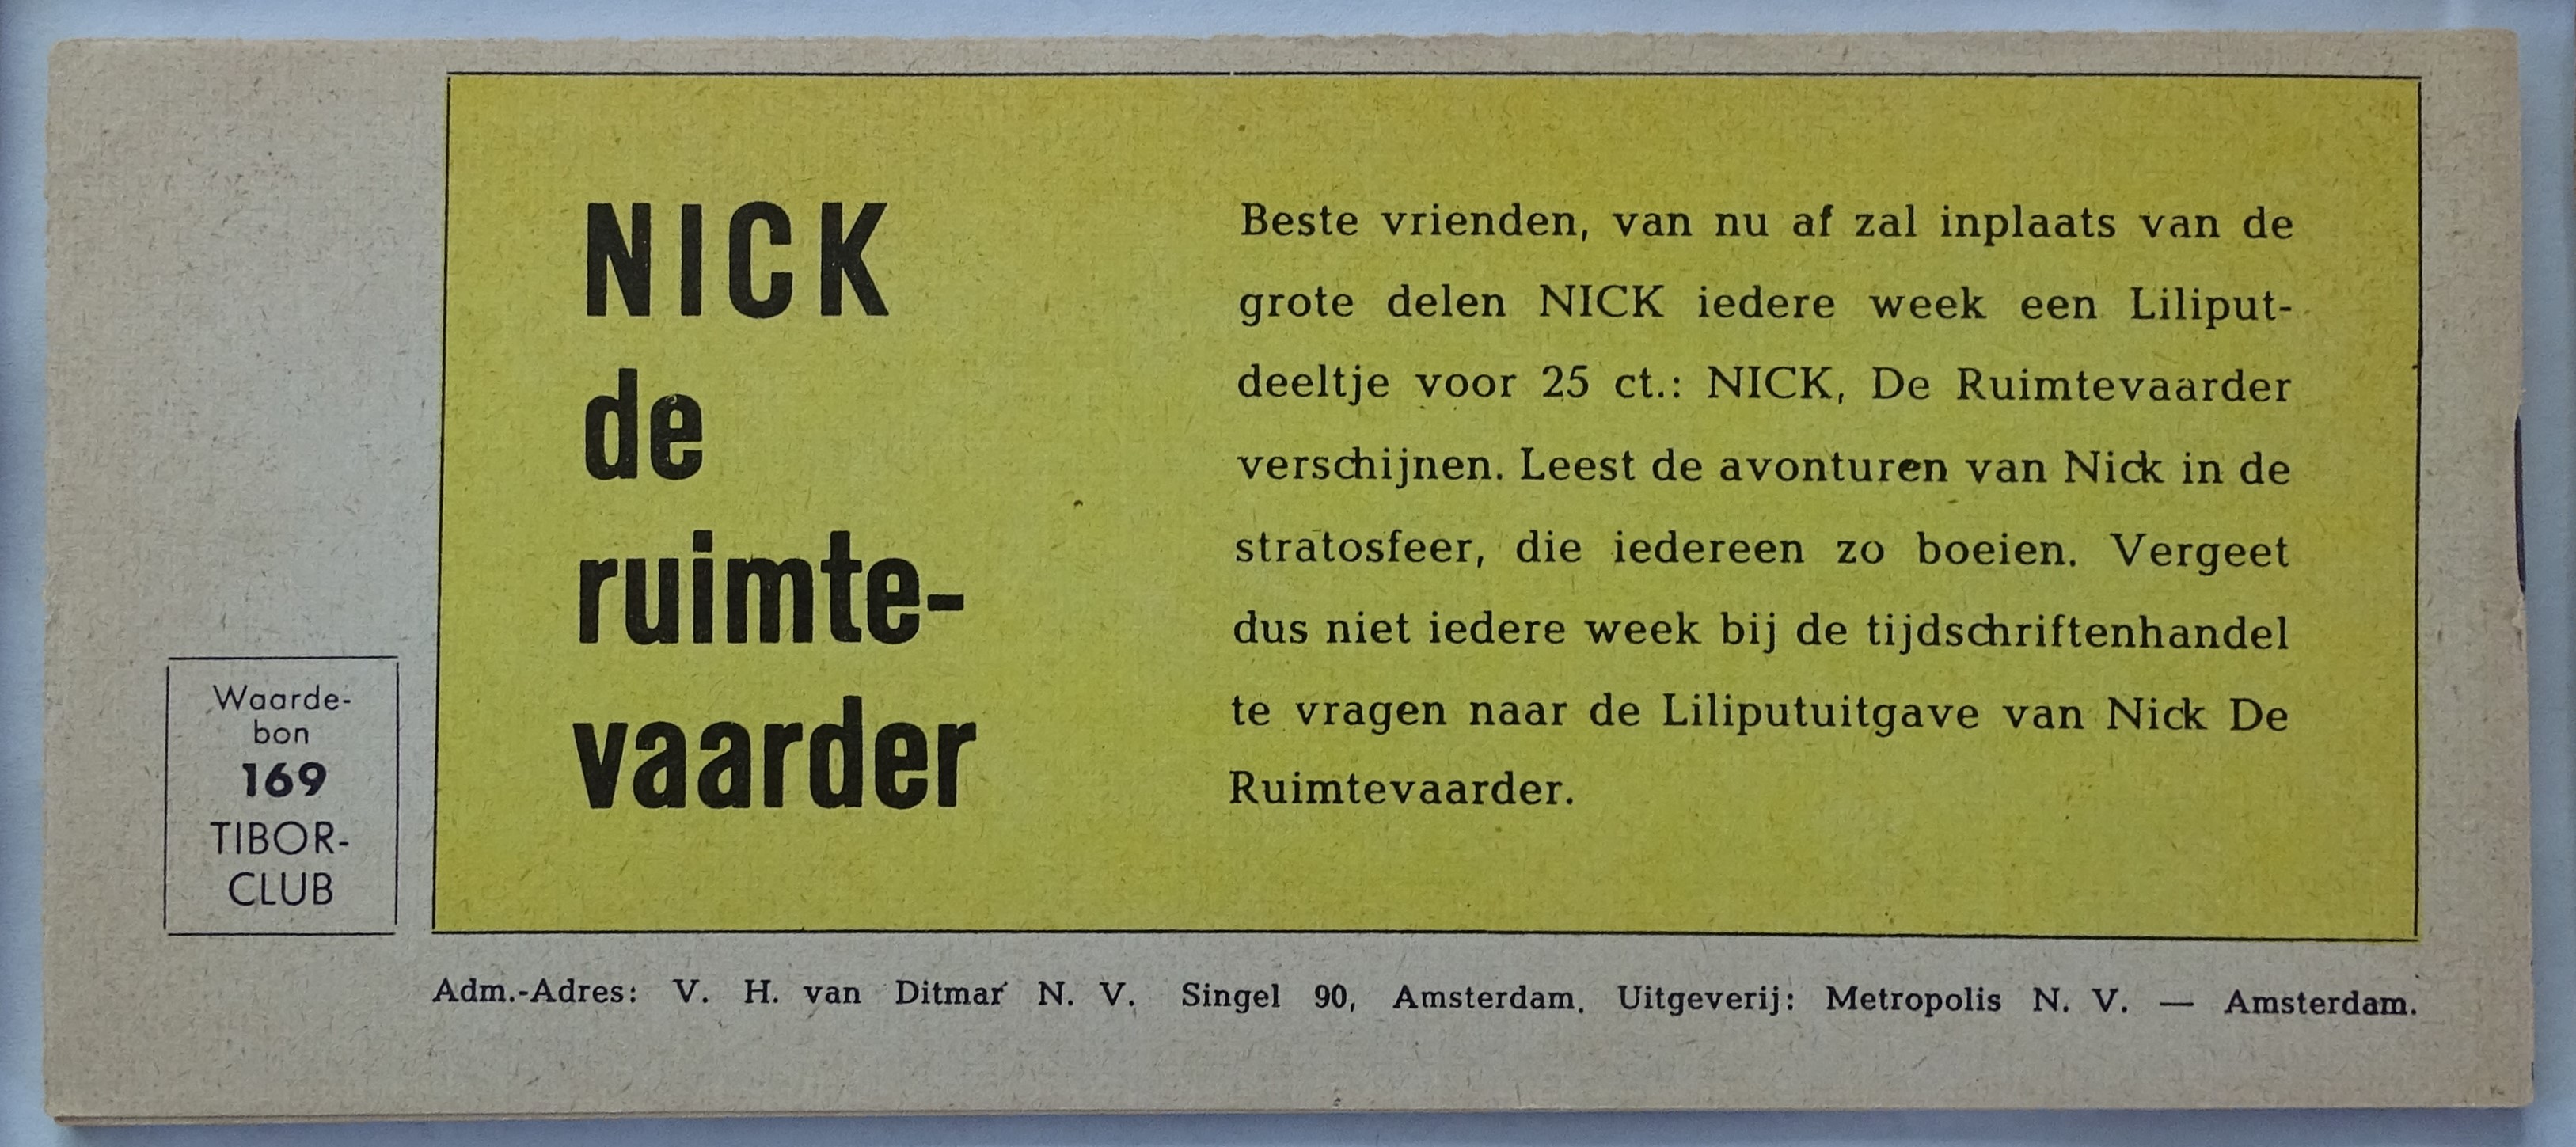 NICK
de
ruimte-
vaarder
Beste vrienden, van nu af zal inplaats van de
grote delen NICK iedere week een Liliput-
deeltje voor 25 ct.: NICK, De Ruimtevaarder
verschijnen. Leest de avonturen van Nick in de
stratosfeer, die iedereen zo boeien. Vergeet
dus niet iedere week bij de tijdschriftenhandel
te vragen naar de Liliputuitgave van Nick De
Ruimtevaarder.
Waarde-
bon
169
TIBOR-
CLUB
Adm.-Adres: V. H. van Ditmar N. V. Singel 90, Amsterdam. Uitgeverij: Metropolis N. V. — Amsterdam.